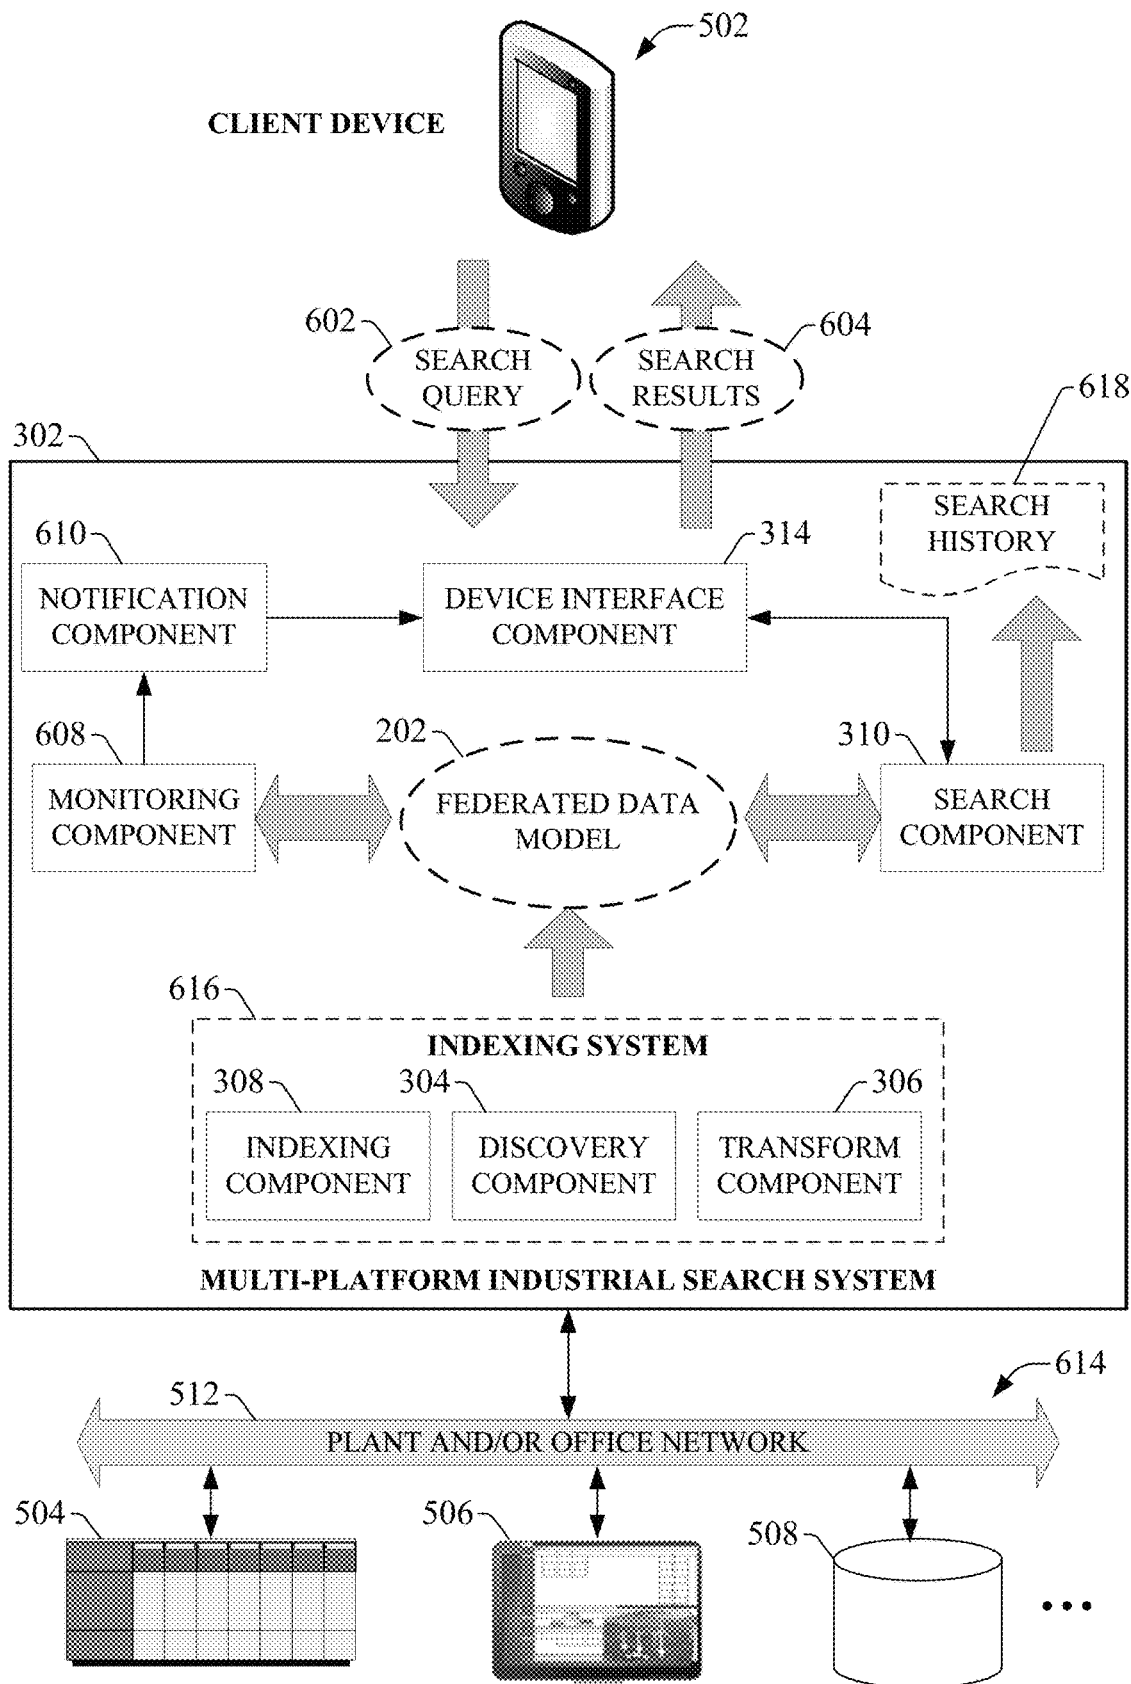 502
CLIENT DEVICE
602
604
SEARCH
QUERY
SEARCH
RESULTS
618
302
SEARCH
HISTORY
610
314
NOTIFICATION
COMPONENT
DEVICE INTERFACE
COMPONENT
608
202
310
MONITORING
COMPONENT
FEDERATED DATA
MODEL
SEARCH
COMPONENT
616
INDEXING SYSTEM
308
304
306
INDEXING
COMPONENT
DISCOVERY
COMPONENT
TRANSFORM
COMPONENT
MULTI-PLATFORM INDUSTRIAL SEARCH SYSTEM
614
512
PLANT AND/OR OFFICE NETWORK
504
506
508